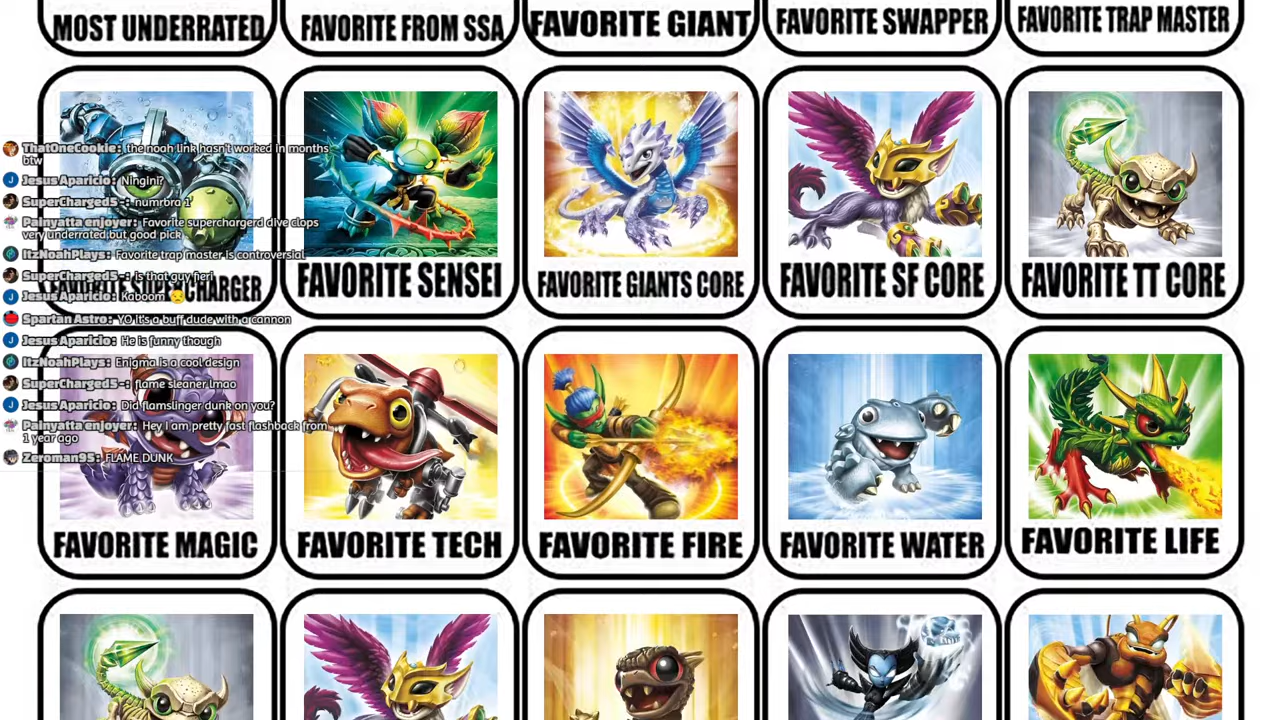 MOST UNDERRATED
FAVORITE FROM SSA
FAVORITE GIANT
FAVORITE SWAPPER
FAVORITE TRAP MASTER
ThatOneCookie: the noah link hasn't worked in months
btw
Jesus Aparicio: Ningini?
SuperCharged5-: numrbra 1
Painyatta enjoyer: Favorite superchargerd dive clops
very underrated but good pick
ItzNoahPlays: Favorite trap master is controversial
SuperCharged5-: is that guy fieri
Jesus Aparicio: Kaboom 😔
Spartan Astro: YO it's a buff dude with a cannon
Jesus Aparicio: He is funny though
ItzNoahPlays: Enigma is a cool design
SuperCharged5-: flame sleaner lmao
Jesus Aparicio: Did flamslinger dunk on you?
Painyatta enjoyer: Hey I am pretty fast flashback from
1 year ago
Zeroman95: FLAME DUNK
FAVORITE SUPERCHARGER
FAVORITE SENSEI
FAVORITE GIANTS CORE
FAVORITE SF CORE
FAVORITE TT CORE
FAVORITE MAGIC
FAVORITE TECH
FAVORITE FIRE
FAVORITE WATER
FAVORITE LIFE